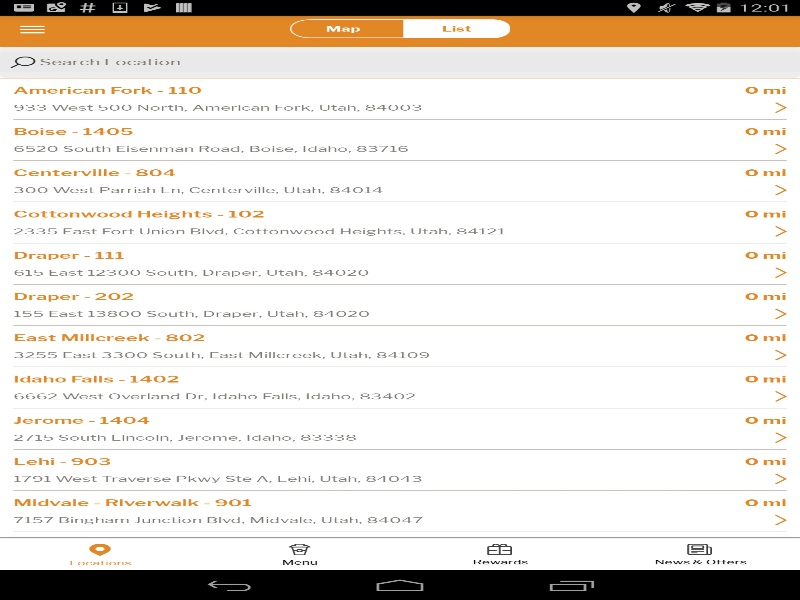 12:01
Map List
Search Location
American Fork - 110 0 mi
933 West 500 North, American Fork, Utah, 84003
Boise - 1405 0 mi
6520 South Eisenman Road, Boise, Idaho, 83716
Centerville - 804 0 mi
300 West Parrish Ln, Centerville, Utah, 84014
Cottonwood Heights - 102 0 mi
2335 East Fort Union Blvd, Cottonwood Heights, Utah, 84121
Draper - 111 0 mi
615 East 12300 South, Draper, Utah, 84020
Draper - 202 0 mi
155 East 13800 South, Draper, Utah, 84020
East Millcreek - 802 0 mi
3255 East 3300 South, East Millcreek, Utah, 84109
Idaho Falls - 1402 0 mi
6662 West Overland Dr, Idaho Falls, Idaho, 83402
Jerome - 1404 0 mi
2715 South Lincoln, Jerome, Idaho, 83338
Lehi - 903 0 mi
1791 West Traverse Pkwy Ste A, Lehi, Utah, 84043
Midvale - Riverwalk - 901 0 mi
7157 Bingham Junction Blvd, Midvale, Utah, 84047
Locations Menu Rewards News & Offers